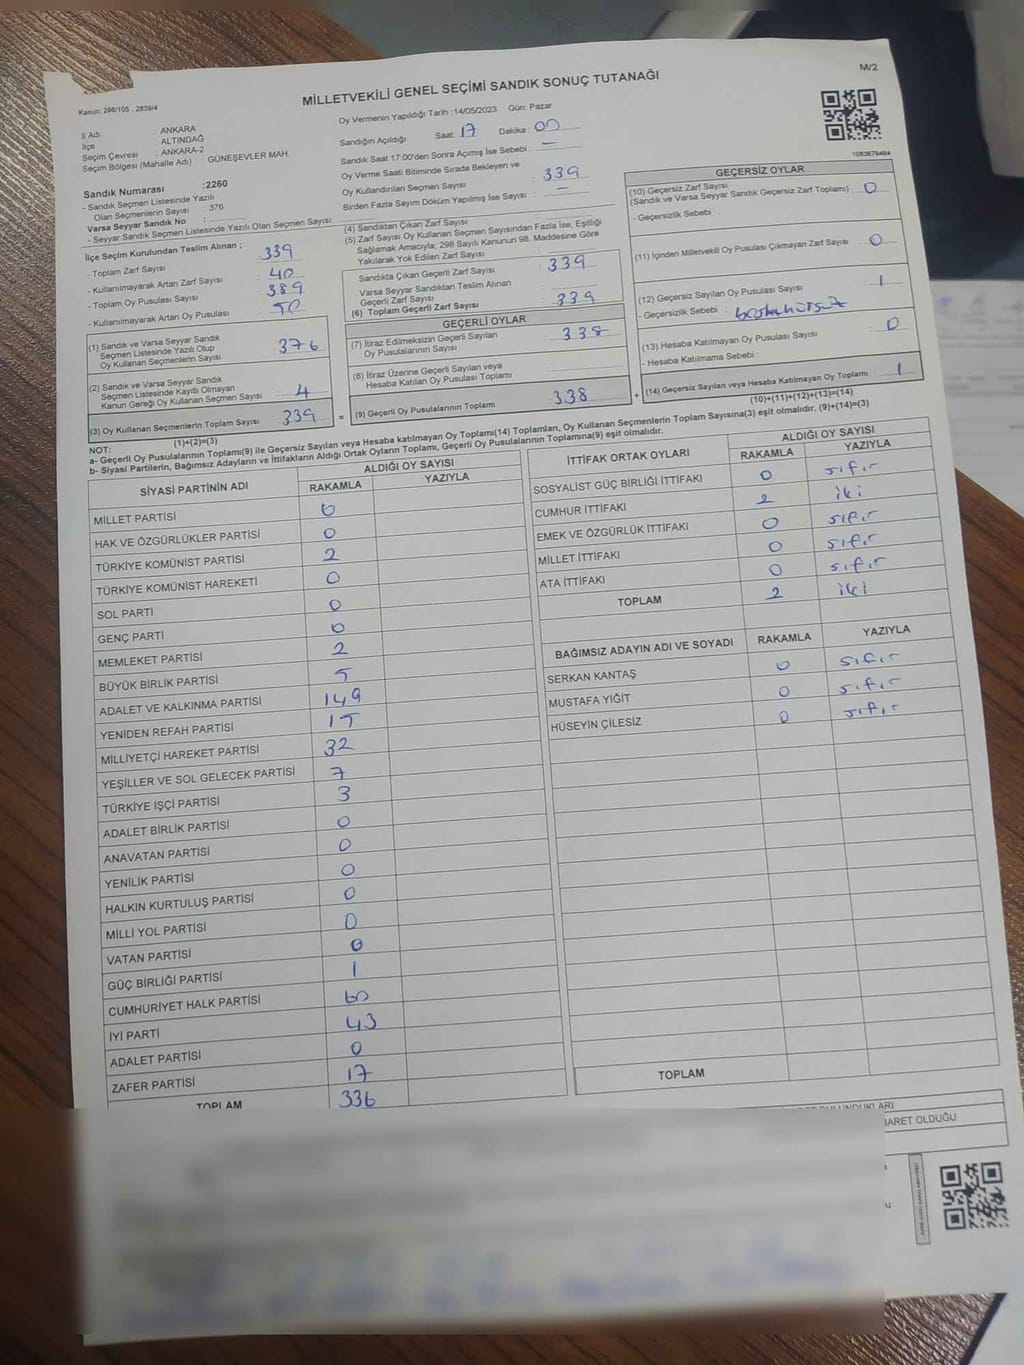 MİLLETVEKİLİ GENEL SEÇİMİ SANDIK SONUÇ TUTANAĞI
M/2
Kanun: 298/105 , 2839/4
Oy Vermenin Yapıldığı Tarih :14/05/2023 Gün: Pazar
İl Adı : ANKARA
İlçe : ALTINDAĞ
Seçim Çevresi : ANKARA-2
Seçim Bölgesi (Mahalle Adı) : GÜNEŞEVLER MAH.
Sandık Numarası :2260
- Sandık Seçmen Listesinde Yazılı
Olan Seçmenlerin Sayısı : 376
Varsa Seyyar Sandık No :
- Seyyar Sandık Seçmen Listesinde Yazılı Olan Seçmen Sayısı:
Sandığın Açıldığı Saat: 17 Dakika: 00
Sandık Saat 17:00'den Sonra Açılmış İse Sebebi : —
Oy Verme Saati Bitiminde Sırada Bekleyen ve
Oy Kullandırılan Seçmen Sayısı : 339
Birden Fazla Sayım Döküm Yapılmış İse Sayısı : —
1083679484
İlçe Seçim Kurulundan Teslim Alınan ;
- Toplam Zarf Sayısı : 339
- Kullanılmayarak Artan Zarf Sayısı : 40
- Toplam Oy Pusulası Sayısı : 389
- Kullanılmayarak Artan Oy Pusulası : 50
(1) Sandık ve Varsa Seyyar Sandık
Seçmen Listesinde Yazılı Olup
Oy Kullanan Seçmenlerin Sayısı : 376
(2) Sandık ve Varsa Seyyar Sandık
Seçmen Listesinde Kayıtlı Olmayan
Kanun Gereği Oy Kullanan Seçmen Sayısı : 4
(3) Oy Kullanan Seçmenlerin Toplam Sayısı : 339
(1)+(2)=(3)
(4) Sandıktan Çıkan Zarf Sayısı :
(5) Zarf Sayısı Oy Kullanan Seçmen Sayısından Fazla İse, Eşitliği
Sağlamak Amacıyla; 298 Sayılı Kanunun 98. Maddesine Göre
Yakılarak Yok Edilen Zarf Sayısı :
Sandıkta Çıkan Geçerli Zarf Sayısı : 339
Varsa Seyyar Sandıktan Teslim Alınan
Geçerli Zarf Sayısı :
(6) Toplam Geçerli Zarf Sayısı : 339
GEÇERLİ OYLAR
(7) İtiraz Edilmeksizin Geçerli Sayılan
Oy Pusulalarının Sayısı : 338
(8) İtiraz Üzerine Geçerli Sayılan veya
Hesaba Katılan Oy Pusulası Toplamı :
= (9) Geçerli Oy Pusulalarının Toplamı : 338
GEÇERSİZ OYLAR
(10) Geçersiz Zarf Sayısı
(Sandık ve Varsa Seyyar Sandık Geçersiz Zarf Toplamı) : 0
- Geçersizlik Sebebi :
(11) İçinden Milletvekili Oy Pusulası Çıkmayan Zarf Sayısı : 0
(12) Geçersiz Sayılan Oy Pusulası Sayısı : 1
- Geçersizlik Sebebi :
(13) Hesaba Katılmayan Oy Pusulası Sayısı : 0
- Hesaba Katılmama Sebebi :
+ (14) Geçersiz Sayılan veya Hesaba Katılmayan Oy Toplamı : 1
(10)+(11)+(12)+(13)=(14)
NOT:
a- Geçerli Oy Pusulalarının Toplamı(9) ile Geçersiz Sayılan veya Hesaba katılmayan Oy Toplamı(14) Toplamları, Oy Kullanan Seçmenlerin Toplam Sayısına(3) eşit olmalıdır. (9)+(14)=(3)
b- Siyasi Partilerin, Bağımsız Adayların ve İttifakların Aldığı Ortak Oyların Toplamı, Geçerli Oy Pusulalarının Toplamına(9) eşit olmalıdır.
SİYASİ PARTİNİN ADI
ALDIĞI OY SAYISI
RAKAMLA YAZIYLA
MİLLET PARTİSİ 0
HAK VE ÖZGÜRLÜKLER PARTİSİ 0
TÜRKİYE KOMÜNİST PARTİSİ 2
TÜRKİYE KOMÜNİST HAREKETİ 0
SOL PARTİ 0
GENÇ PARTİ 0
MEMLEKET PARTİSİ 2
BÜYÜK BİRLİK PARTİSİ 5
ADALET VE KALKINMA PARTİSİ 149
YENİDEN REFAH PARTİSİ 15
MİLLİYETÇİ HAREKET PARTİSİ 32
YEŞİLLER VE SOL GELECEK PARTİSİ 7
TÜRKİYE İŞÇİ PARTİSİ 3
ADALET BİRLİK PARTİSİ 0
ANAVATAN PARTİSİ 0
YENİLİK PARTİSİ 0
HALKIN KURTULUŞ PARTİSİ 0
MİLLİ YOL PARTİSİ 0
VATAN PARTİSİ 0
GÜÇ BİRLİĞİ PARTİSİ 1
CUMHURİYET HALK PARTİSİ 60
İYİ PARTİ 43
ADALET PARTİSİ 0
ZAFER PARTİSİ 17
TOPLAM 336
İTTİFAK ORTAK OYLARI
ALDIĞI OY SAYISI
RAKAMLA YAZIYLA
SOSYALİST GÜÇ BİRLİĞİ İTTİFAKI 0 sıfır
CUMHUR İTTİFAKI 2 iki
EMEK VE ÖZGÜRLÜK İTTİFAKI 0 sıfır
MİLLET İTTİFAKI 0 sıfır
ATA İTTİFAKI 0 sıfır
TOPLAM 2 iki
BAĞIMSIZ ADAYIN ADI VE SOYADI RAKAMLA YAZIYLA
SERKAN KANTAŞ 0 sıfır
MUSTAFA YİĞİT 0 sıfır
HÜSEYİN ÇİLESİZ 0 sıfır
TOPLAM
İŞARET OLDUĞU